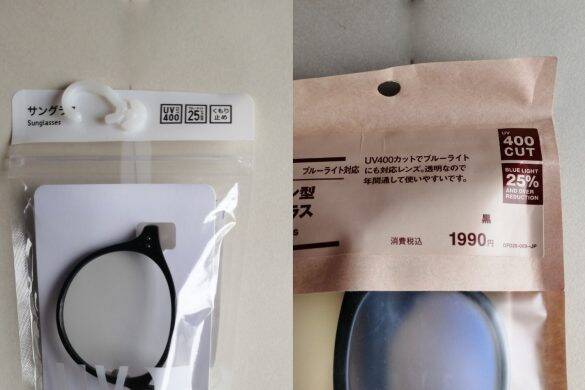 サングラス
Sunglasses
UV
400
25
くもり
止め
UV
400
CUT
BLUE LIGHT
25%
AND OVER
REDUCTION
ブルーライト対応
UV400カットでブルーライト
にも対応レンズ。透明なので
年間通して使いやすいです。
ン型
ラス
s
黒
消費税込
1990円